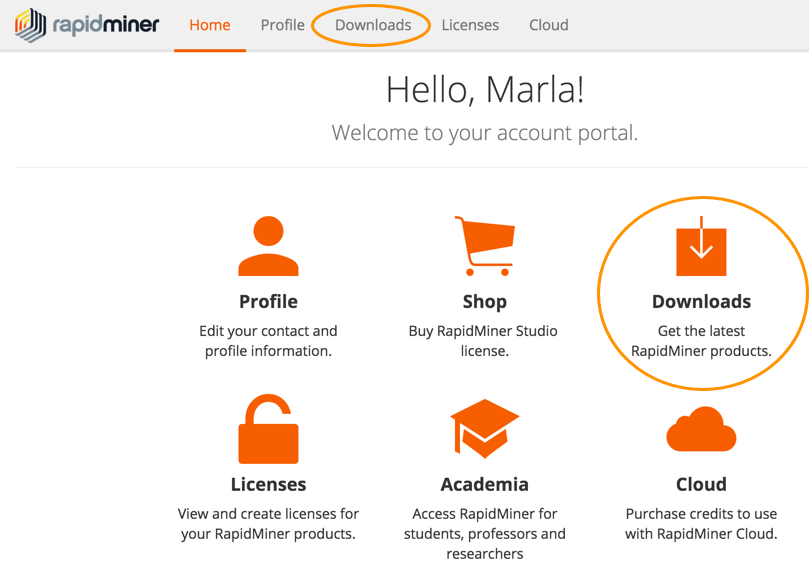 rapidminer Home Profile Downloads Licenses Cloud
Hello, Marla!
Welcome to your account portal.
Profile
Edit your contact and
profile information.
Shop
Buy RapidMiner Studio
license.
Downloads
Get the latest
RapidMiner products.
Licenses
View and create licenses for
your RapidMiner products.
Academia
Access RapidMiner for
students, professors and
researchers
Cloud
Purchase credits to use
with RapidMiner Cloud.